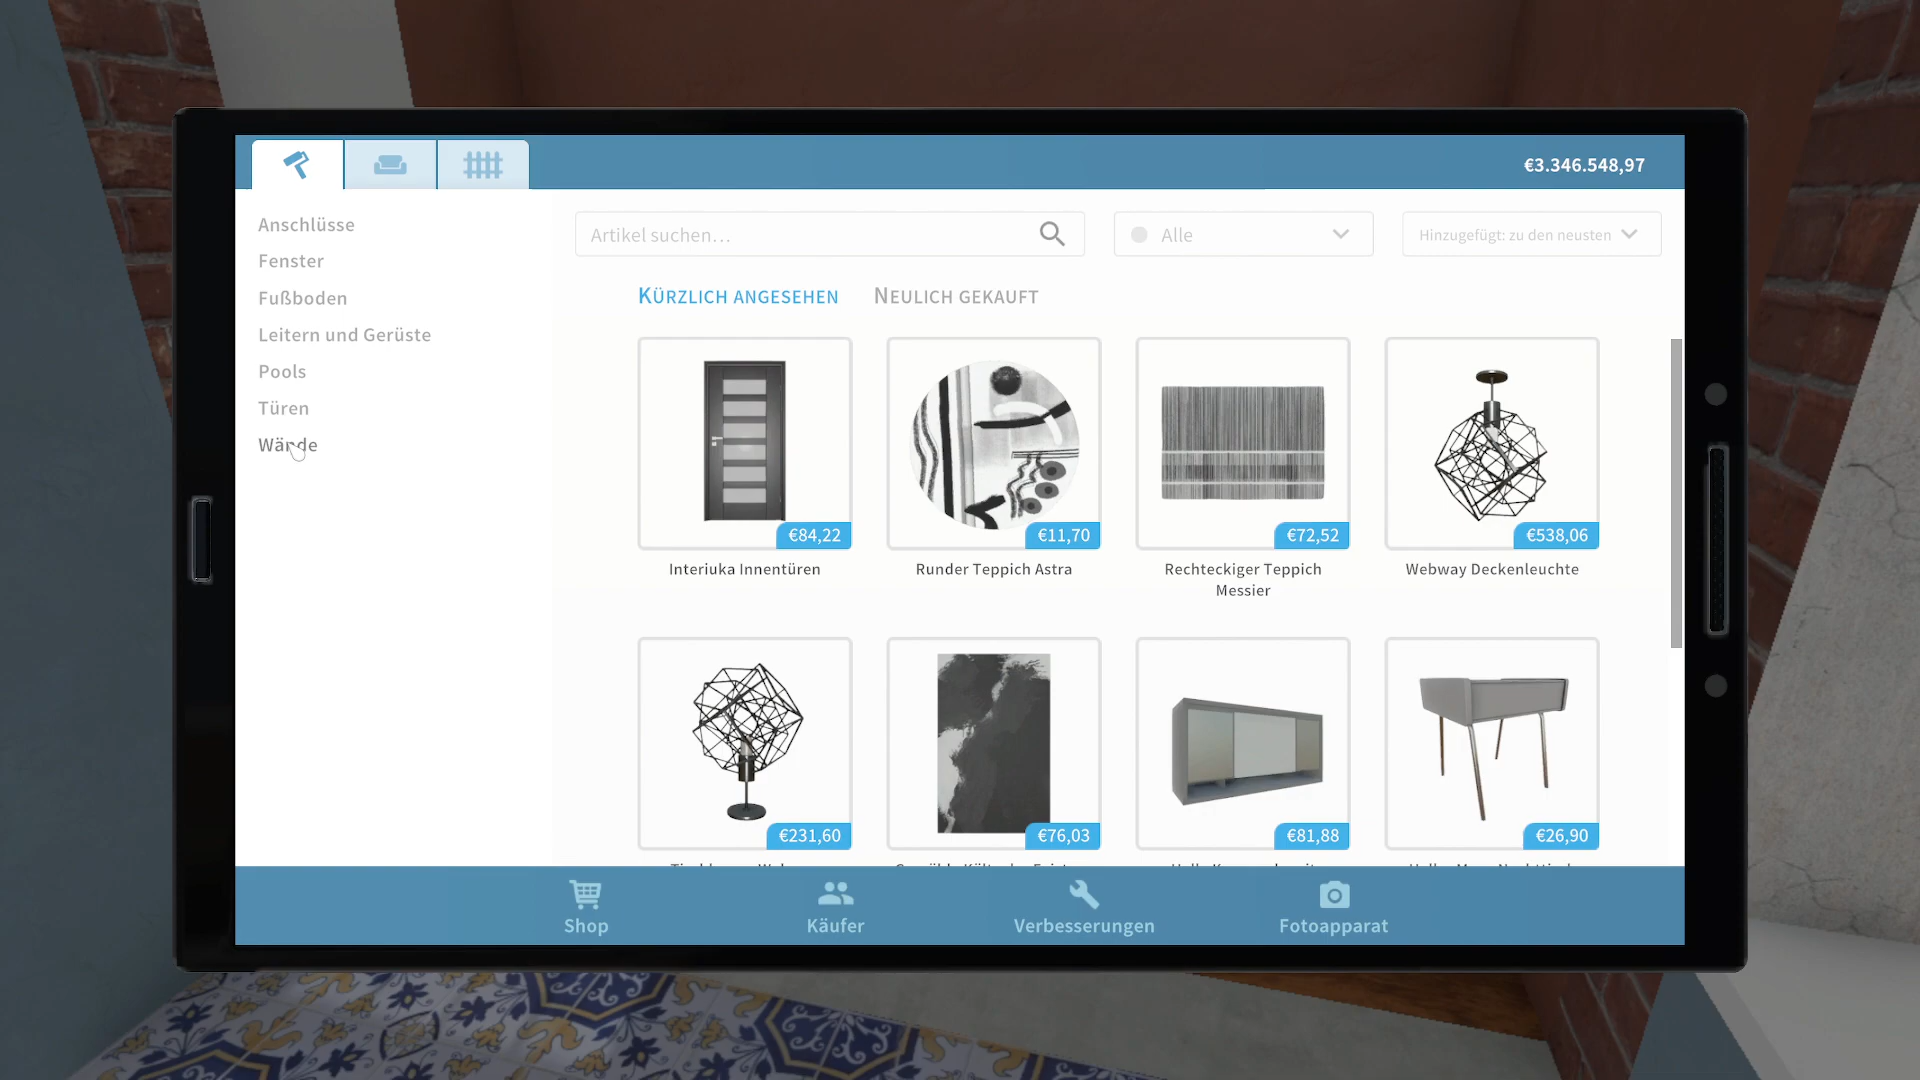 €3.346.548,97
Anschlüsse
Fenster
Fußboden
Leitern und Gerüste
Pools
Türen
Wände
Artikel suchen...
Alle
Hinzugefügt: zu den neusten
KÜRZLICH ANGESEHEN
NEULICH GEKAUFT
€84,22
€11,70
€72,52
€538,06
Interiuka Innentüren
Runder Teppich Astra
Rechteckiger Teppich
Messier
Webway Deckenleuchte
€231,60
€76,03
€81,88
€26,90
Shop
Käufer
Verbesserungen
Fotoapparat